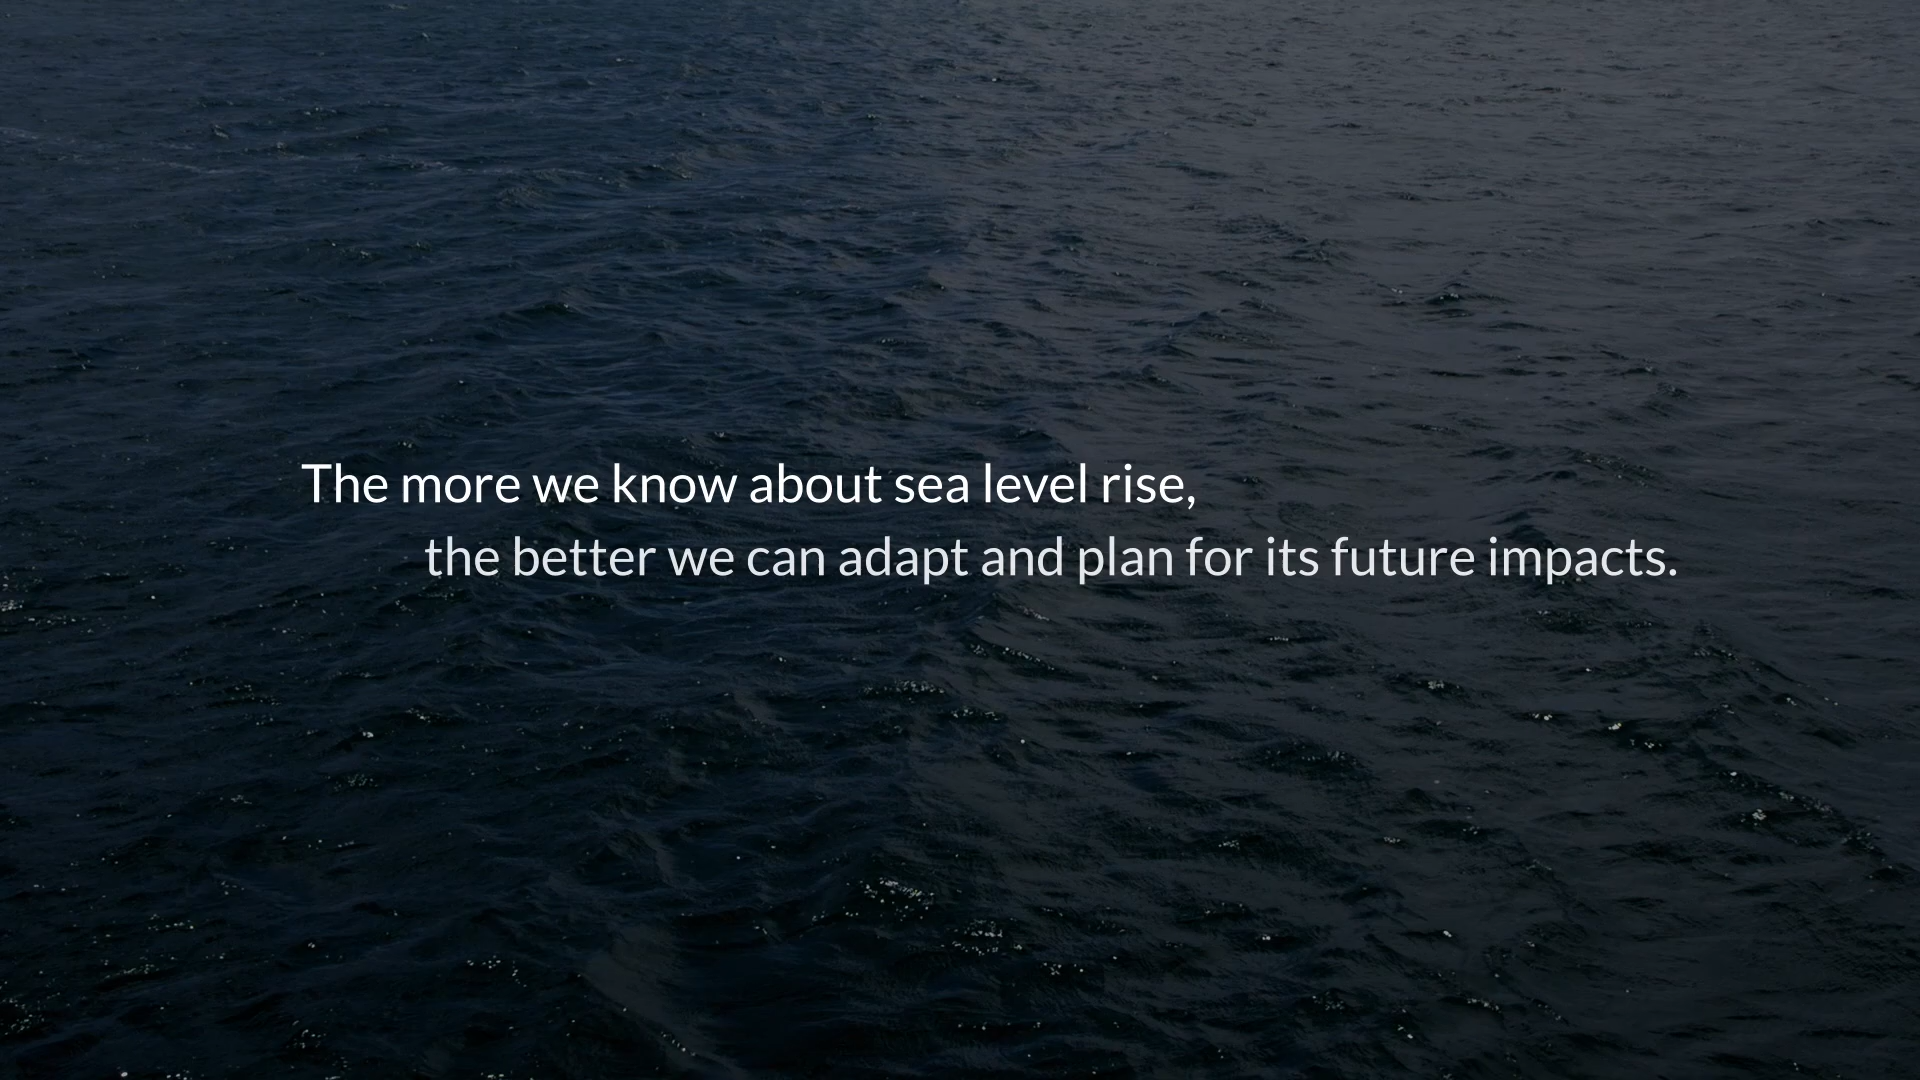 The more we know about sea level rise,
the better we can adapt and plan for its future impacts.